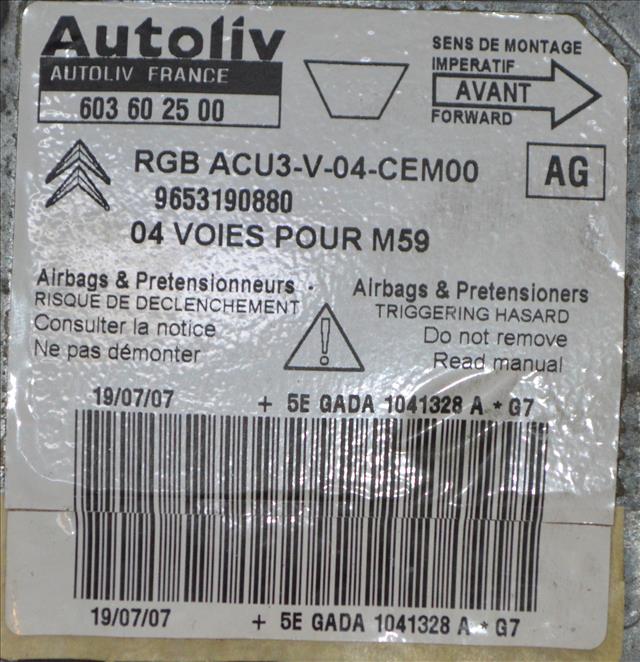 Autoliv
AUTOLIV FRANCE
603 60 25 00
SENS DE MONTAGE
IMPERATIF
AVANT
FORWARD
RGB ACU3-V-04-CEM00
AG
9653190880
04 VOIES POUR M59
Airbags & Pretensionneurs
RISQUE DE DECLENCHEMENT
Consulter la notice
Ne pas démonter
Airbags & Pretensioners
TRIGGERING HASARD
Do not remove
Read manual
19/07/07 + 5E GADA 1041328 A * G7
19/07/07 + 5E GADA 1041328 A * G7